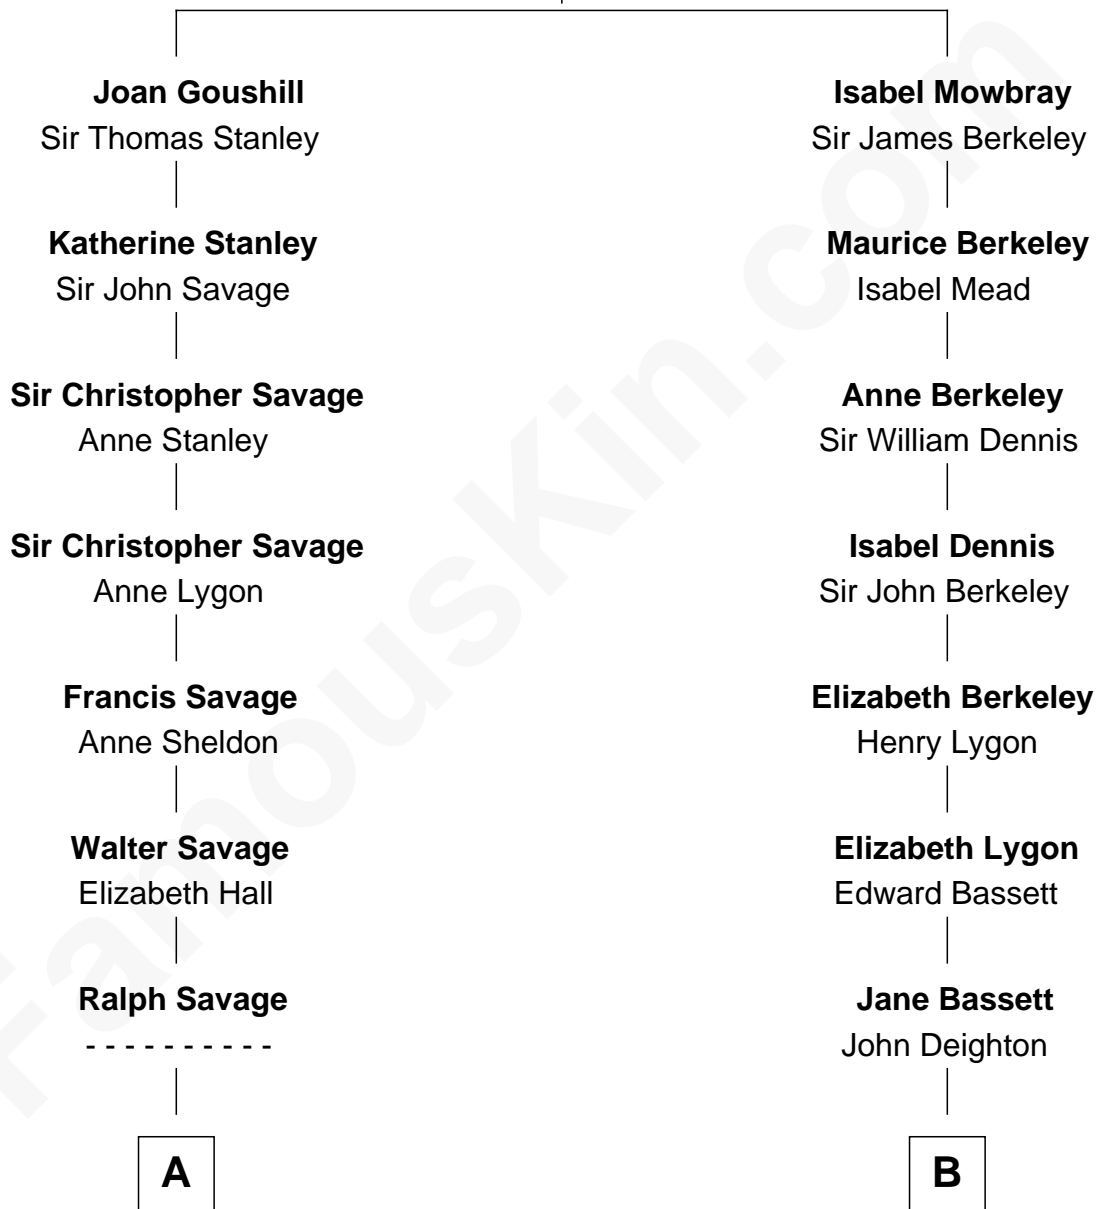 Joan Goushill
Sir Thomas Stanley
Katherine Stanley
Sir John Savage
Sir Christopher Savage
Anne Stanley
Sir Christopher Savage
Anne Lygon
Francis Savage
Anne Sheldon
Walter Savage
Elizabeth Hall
Ralph Savage
- - - - - - - - - -
A
Isabel Mowbray
Sir James Berkeley
Maurice Berkeley
Isabel Mead
Anne Berkeley
Sir William Dennis
Isabel Dennis
Sir John Berkeley
Elizabeth Berkeley
Henry Lygon
Elizabeth Lygon
Edward Bassett
Jane Bassett
John Deighton
B
FamousKin.com